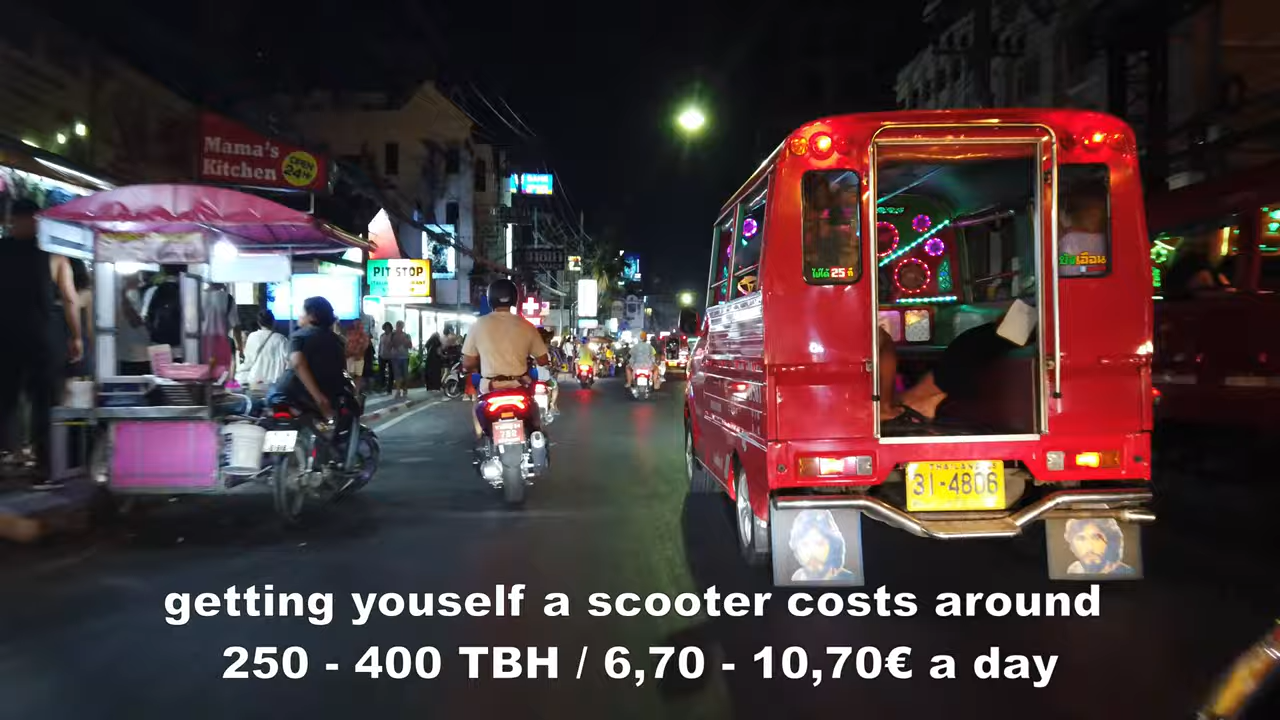 Mama's
Kitchen
OPEN
24 Hr
PIT STOP
THAILAND
31-4806
getting youself a scooter costs around
250 - 400 TBH / 6,70 - 10,70€ a day